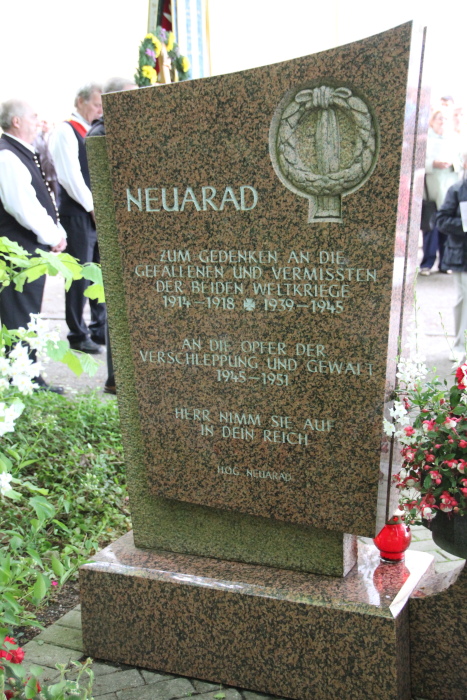 NEUARAD
ZUM GEDENKEN AN DIE
GEFALLENEN UND VERMISSTEN
DER BEIDEN WELTKRIEGE
1914-1918 ✠ 1939-1945
AN DIE OPFER DER
VERSCHLEPPUNG UND GEWALT
1945-1951
HERR NIMM SIE AUF
IN DEIN REICH
HOG NEUARAD